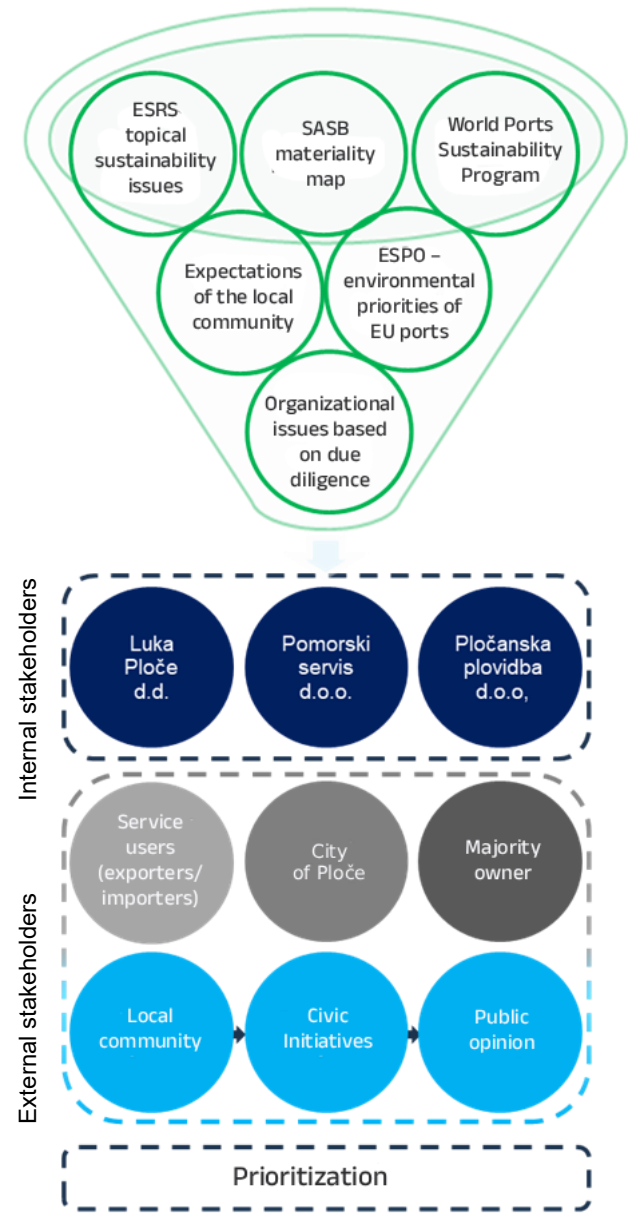 ESRS
topical
sustainability
issues
SASB
materiality
map
World Ports
Sustainability
Program
Expectations
of the local
community
ESPO –
environmental
priorities of
EU ports
Organizational
issues based
on due
diligence
Internal stakeholders
Luka
Ploče
d.d.
Pomorski
servis
d.o.o.
Pločanska
plovidba
d.o.o,
External stakeholders
Service
users
(exporters/
importers)
City
of Ploče
Majority
owner
Local
community
Civic
Initiatives
Public
opinion
Prioritization